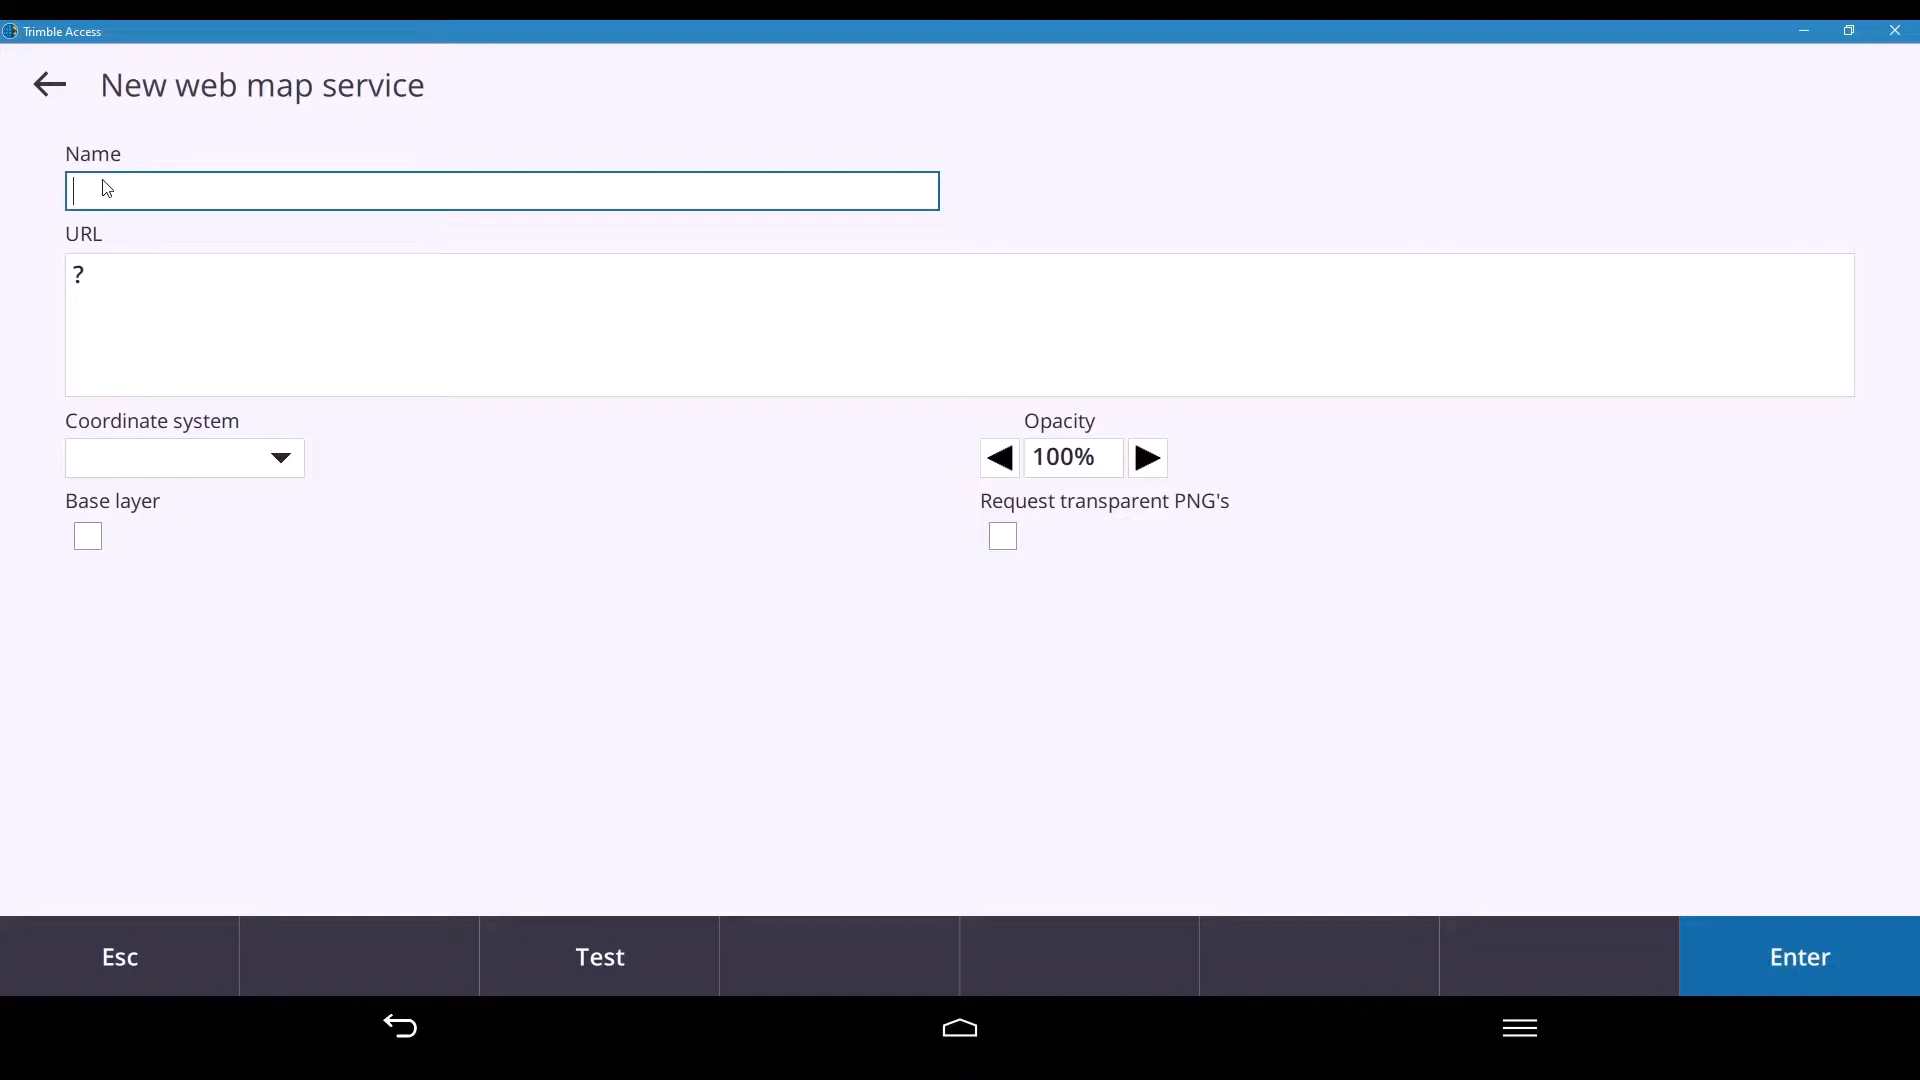 Trimble Access
New web map service
Name
URL
?
Coordinate system
Opacity
100%
Base layer
Request transparent PNG's
Esc
Test
Enter